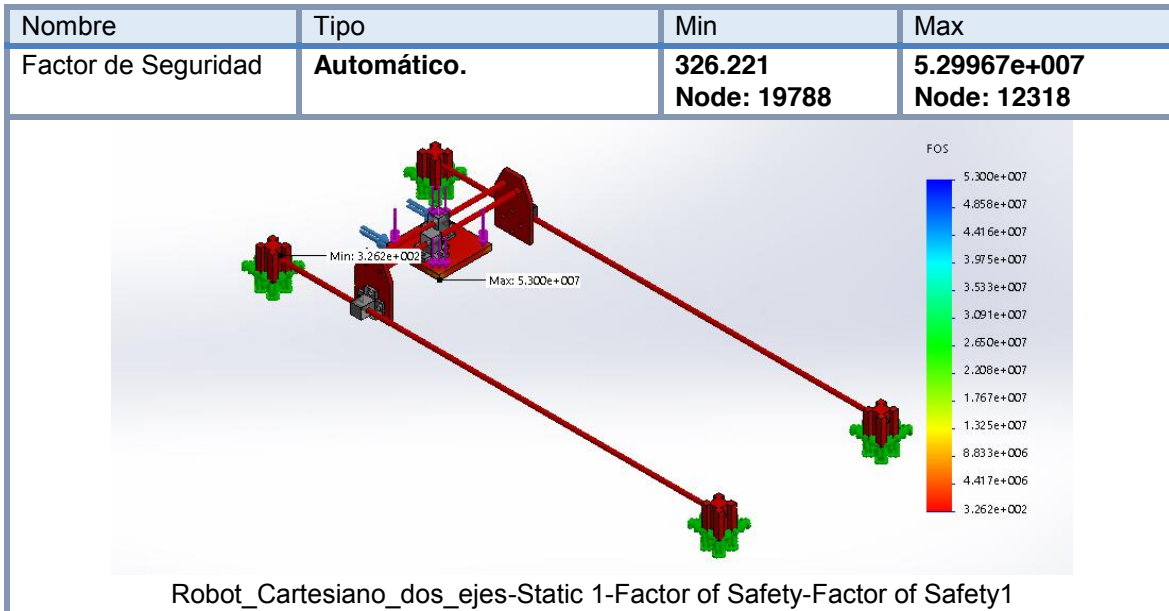 Nombre Tipo Min Max
Factor de Seguridad Automático. 326.221 5.29967e+007
Node: 19788 Node: 12318
FOS
5.300e+007
4.858e+007
4.416e+007
3.975e+007
3.533e+007
3.091e+007
2.650e+007
2.208e+007
1.767e+007
1.325e+007
8.833e+006
4.417e+006
3.262e+002
Min: 3.262e+002
Max: 5.300e+007
Robot_Cartesiano_dos_ejes-Static 1-Factor of Safety-Factor of Safety1